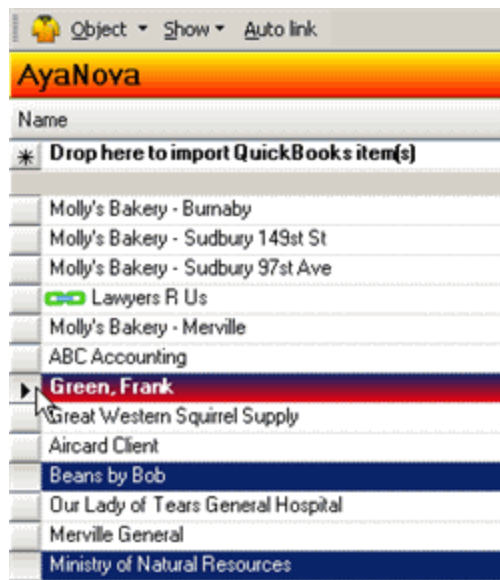 Object Show Auto link
AyaNova
Name
Drop here to import QuickBooks item(s)
Molly's Bakery - Burnaby
Molly's Bakery - Sudbury 149st St
Molly's Bakery - Sudbury 97st Ave
Lawyers R Us
Molly's Bakery - Merville
ABC Accounting
Green, Frank
Great Western Squirrel Supply
Aircard Client
Beans by Bob
Our Lady of Tears General Hospital
Merville General
Ministry of Natural Resources